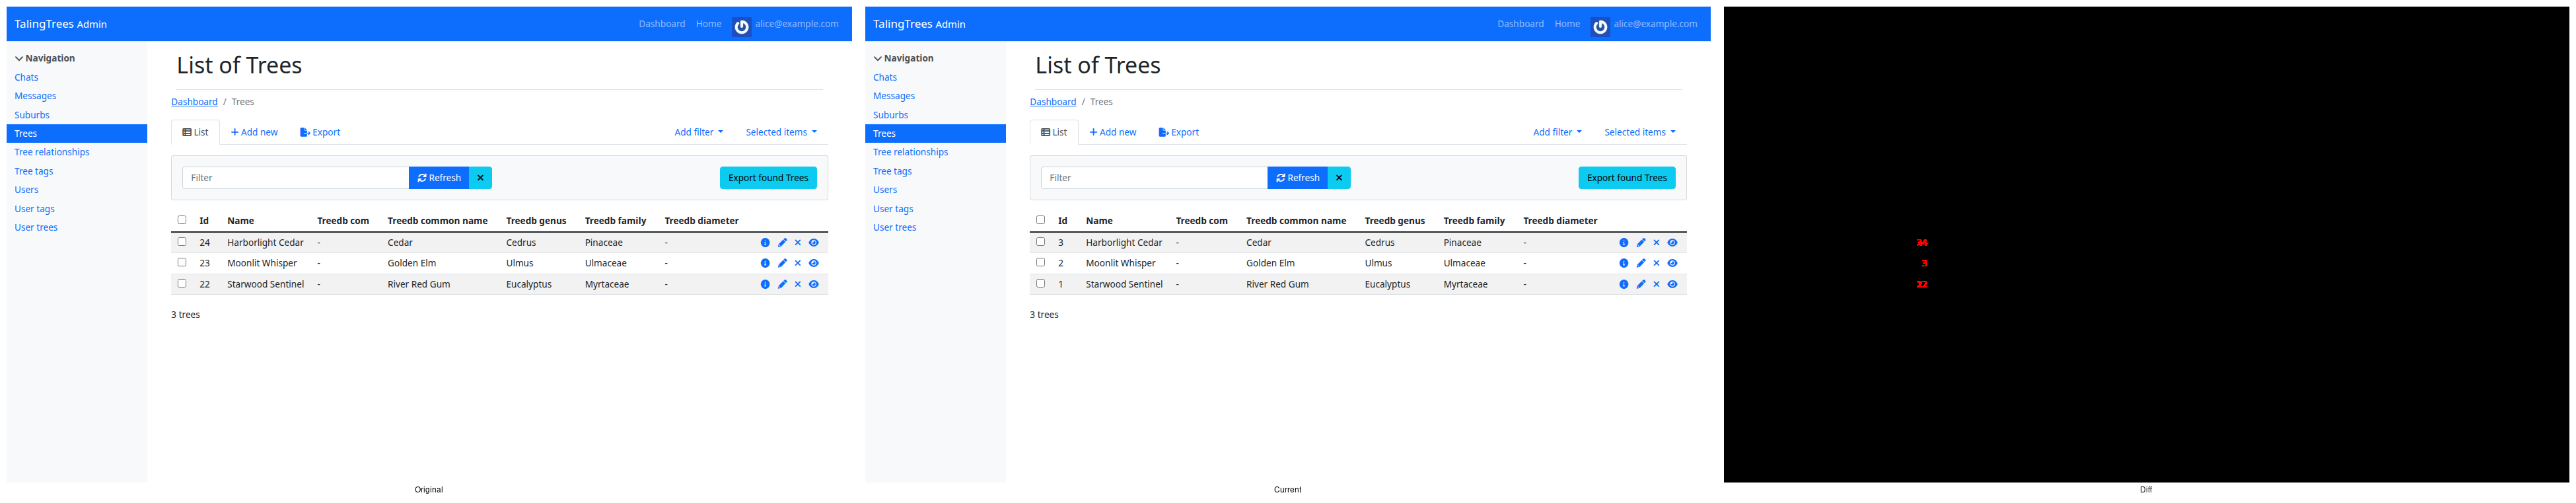 TalingTrees Admin
Dashboard Home alice@example.com
Navigation
Chats
Messages
Suburbs
Trees
Tree relationships
Tree tags
Users
User tags
User trees
List of Trees
Dashboard / Trees
List + Add new Export Add filter Selected items
Filter Refresh × Export found Trees
Id Name Treedb com Treedb common name Treedb genus Treedb family Treedb diameter
24 Harborlight Cedar - Cedar Cedrus Pinaceae -
23 Moonlit Whisper - Golden Elm Ulmus Ulmaceae -
22 Starwood Sentinel - River Red Gum Eucalyptus Myrtaceae -
3 trees
Original
TalingTrees Admin
Dashboard Home alice@example.com
Navigation
Chats
Messages
Suburbs
Trees
Tree relationships
Tree tags
Users
User tags
User trees
List of Trees
Dashboard / Trees
List + Add new Export Add filter Selected items
Filter Refresh × Export found Trees
Id Name Treedb com Treedb common name Treedb genus Treedb family Treedb diameter
3 Harborlight Cedar - Cedar Cedrus Pinaceae -
2 Moonlit Whisper - Golden Elm Ulmus Ulmaceae -
1 Starwood Sentinel - River Red Gum Eucalyptus Myrtaceae -
3 trees
Current
3
Diff